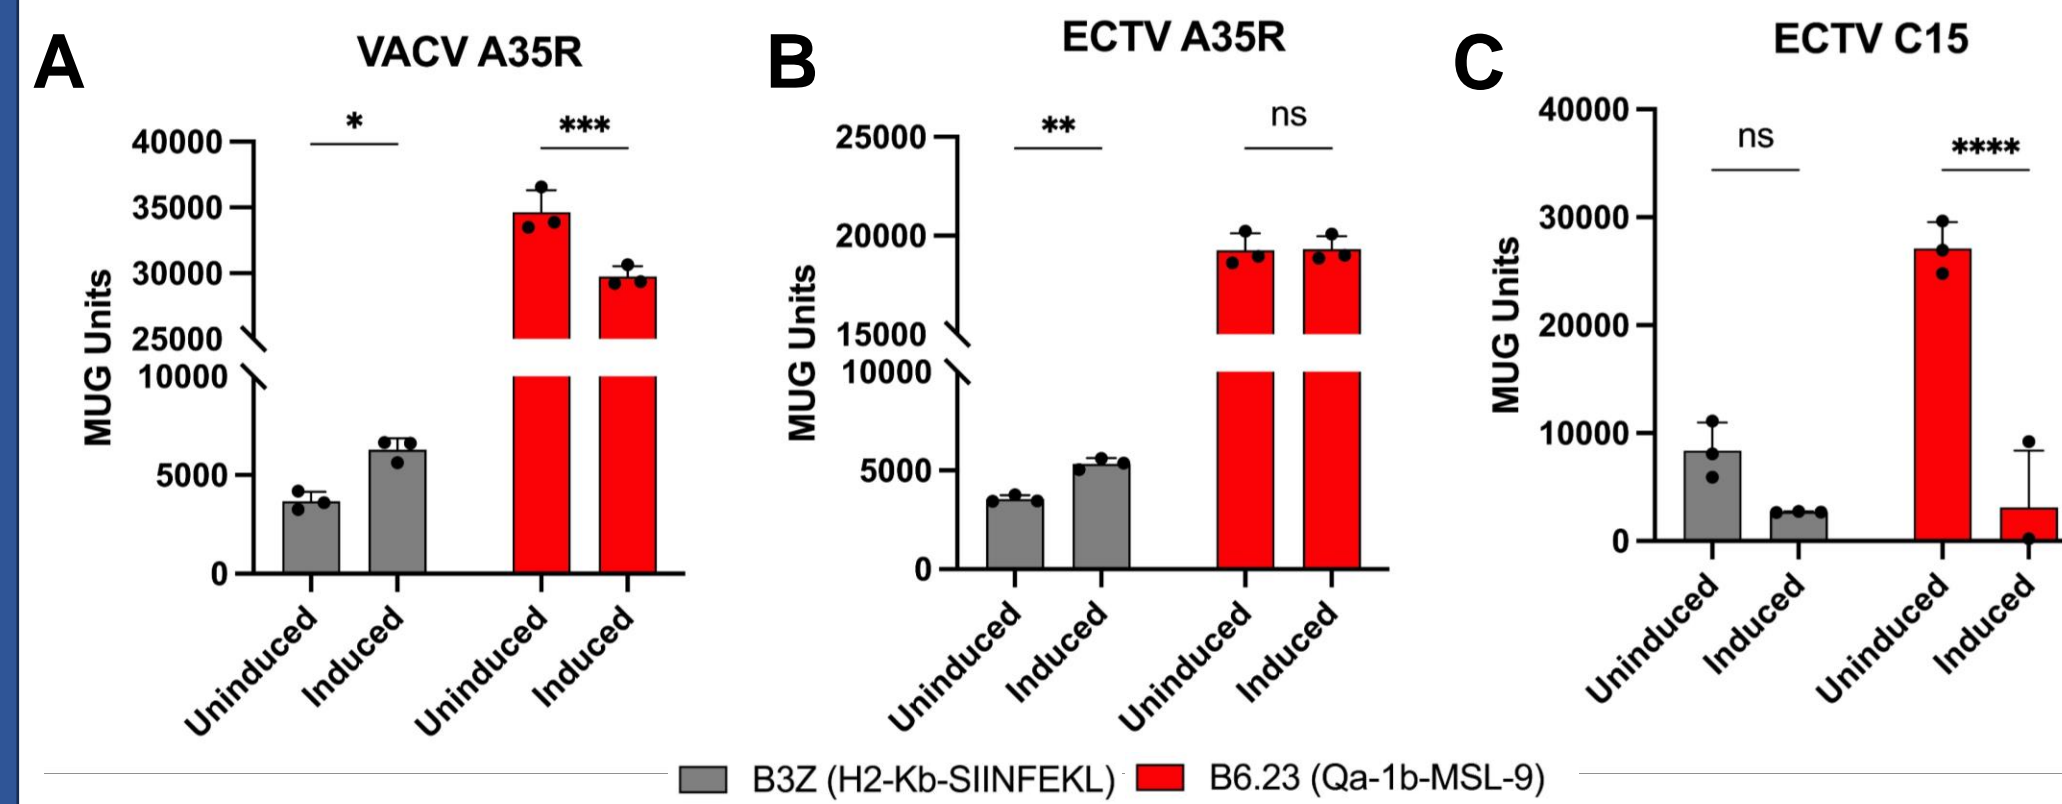 A
VACV A35R
*
***
40000
35000
30000
25000
10000
5000
0
MUG Units
Uninduced
Induced
Uninduced
Induced
B
ECTV A35R
**
ns
25000
20000
15000
10000
5000
0
MUG Units
Uninduced
Induced
Uninduced
Induced
C
ECTV C15
ns
****
40000
30000
20000
10000
0
MUG Units
Uninduced
Induced
Uninduced
Induced
B3Z (H2-Kb-SIINFEKL)
B6.23 (Qa-1b-MSL-9)